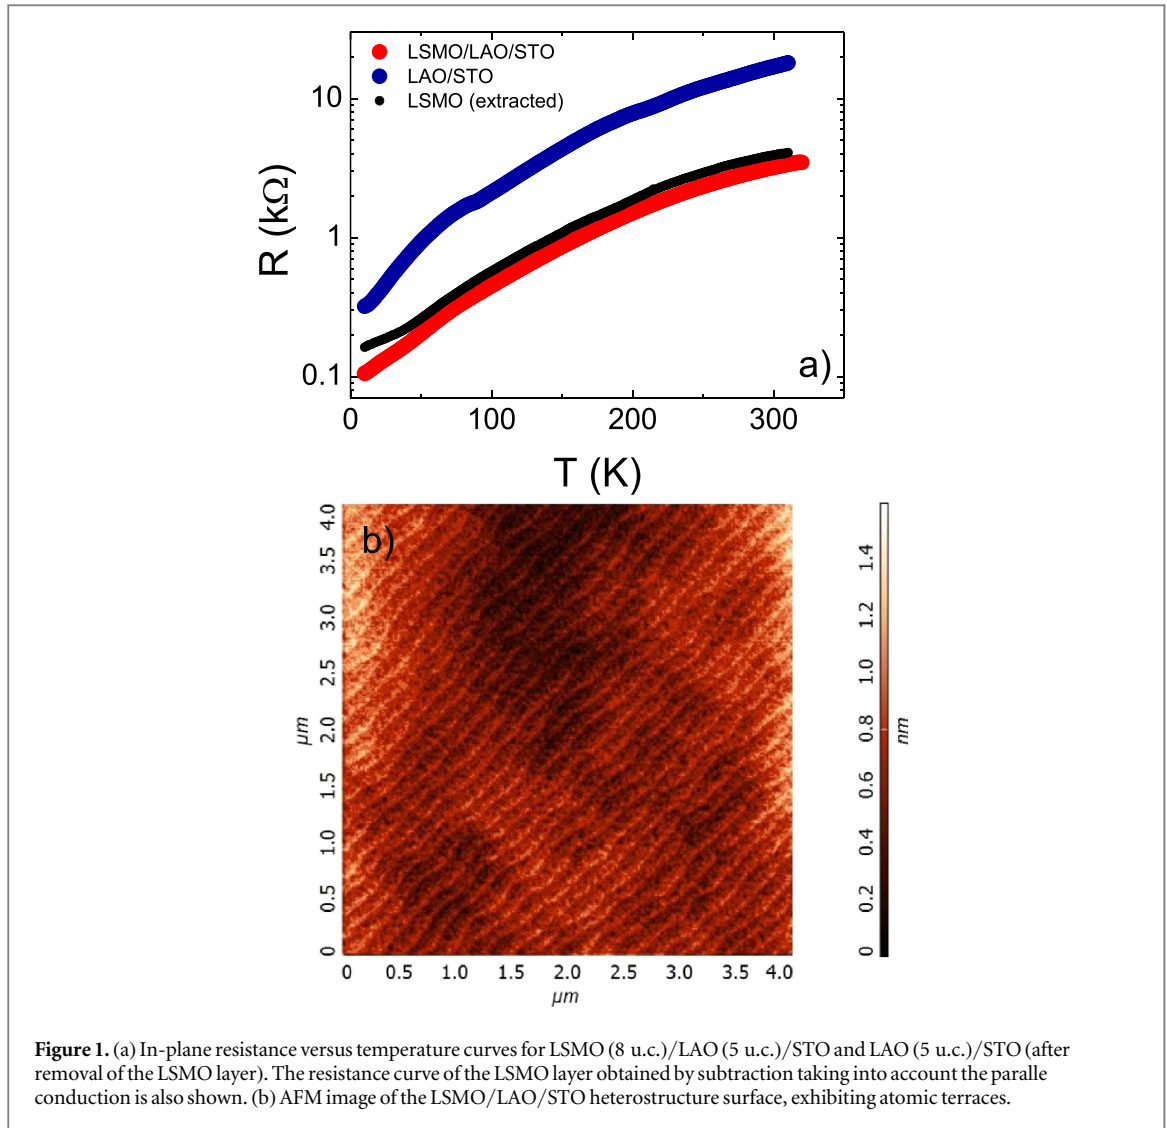 LSMO/LAO/STO
LAO/STO
LSMO (extracted)
10
1
0.1
R (kΩ)
a)
0 100 200 300
T (K)
b)
4.0
3.5
3.0
2.5
2.0
1.5
1.0
0.5
0
µm
0 0.5 1.0 1.5 2.0 2.5 3.0 3.5 4.0
µm
1.4
1.2
1.0
0.8
0.6
0.4
0.2
0
nm
Figure 1. (a) In-plane resistance versus temperature curves for LSMO (8 u.c.)/LAO (5 u.c.)/STO and LAO (5 u.c.)/STO (after
removal of the LSMO layer). The resistance curve of the LSMO layer obtained by subtraction taking into account the paralle
conduction is also shown. (b) AFM image of the LSMO/LAO/STO heterostructure surface, exhibiting atomic terraces.